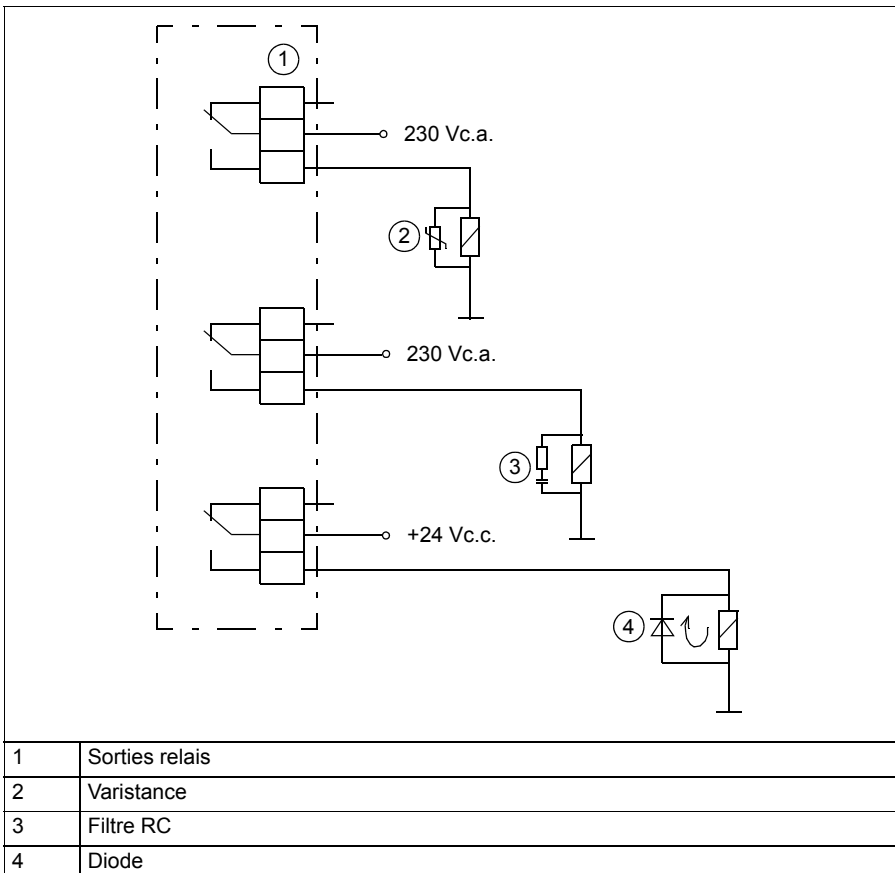 1
230 Vc.a.
2
230 Vc.a.
3
+24 Vc.c.
4
1 Sorties relais
2 Varistance
3 Filtre RC
4 Diode